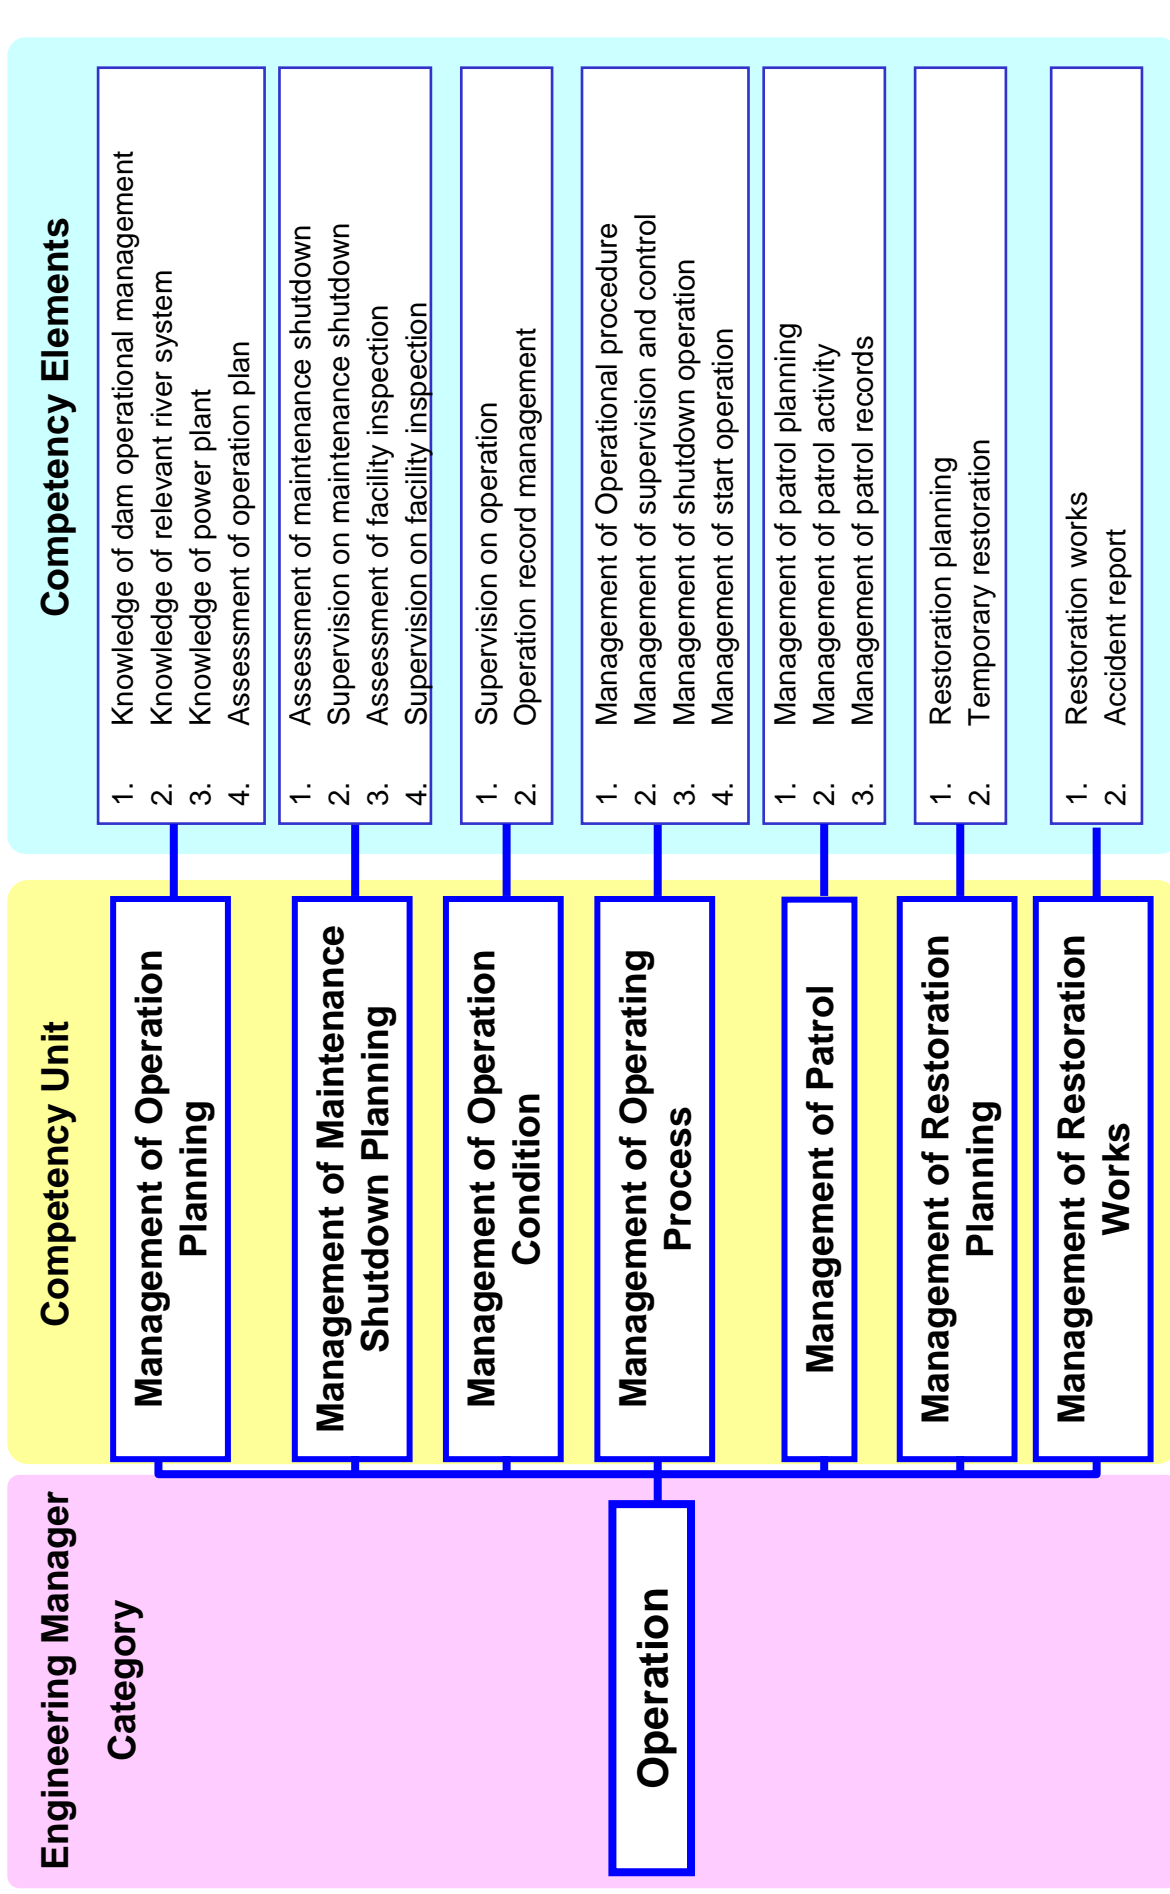 Engineering Manager
Category
Competency Unit
Competency Elements
Operation
Management of Operation
Planning
1. Knowledge of dam operational management
2. Knowledge of relevant river system
3. Knowledge of power plant
4. Assessment of operation plan
Management of Maintenance
Shutdown Planning
1. Assessment of maintenance shutdown
2. Supervision on maintenance shutdown
3. Assessment of facility inspection
4. Supervision on facility inspection
Management of Operation
Condition
1. Supervision on operation
2. Operation record management
Management of Operating
Process
1. Management of Operational procedure
2. Management of supervision and control
3. Management of shutdown operation
4. Management of start operation
Management of Patrol
1. Management of patrol planning
2. Management of patrol activity
3. Management of patrol records
Management of Restoration
Planning
1. Restoration planning
2. Temporary restoration
Management of Restoration
Works
1. Restoration works
2. Accident report